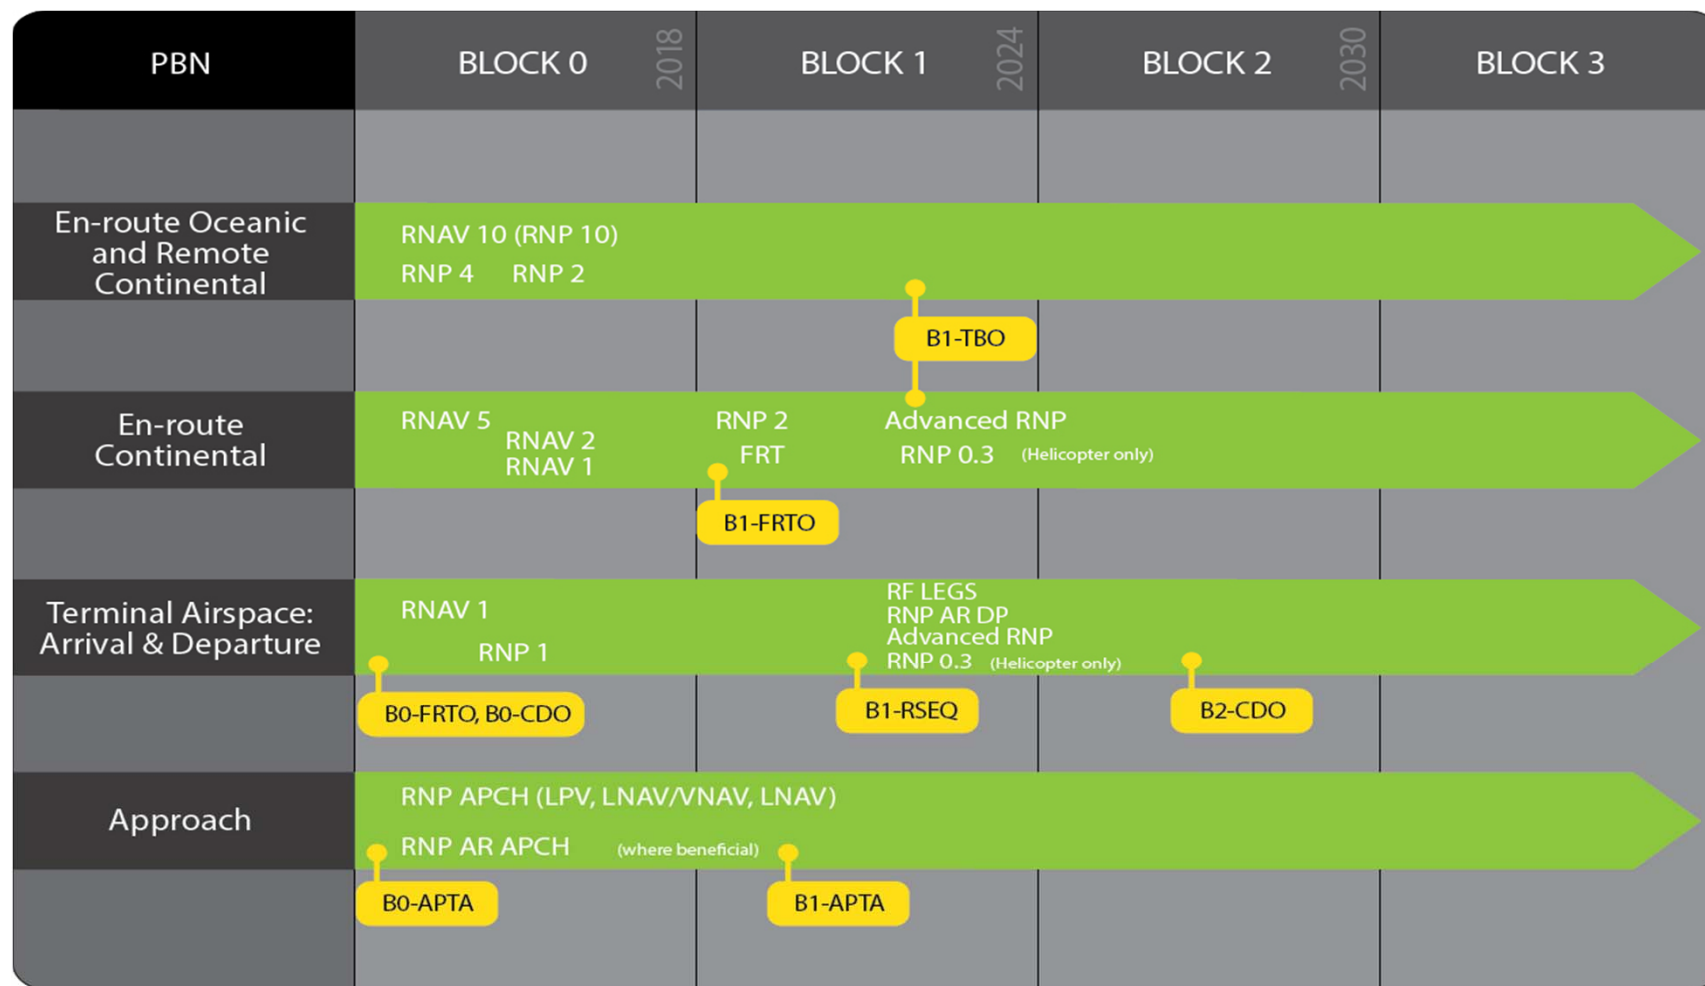 PBN
BLOCK 0
2018
BLOCK 1
2024
BLOCK 2
2030
BLOCK 3
En-route Oceanic
and Remote
Continental
RNAV 10 (RNP 10)
RNP 4 RNP 2
B1-TBO
En-route
Continental
RNAV 5
RNAV 2
RNAV 1
RNP 2
FRT
Advanced RNP
RNP 0.3 (Helicopter only)
B1-FRTO
Terminal Airspace:
Arrival & Departure
RNAV 1
RNP 1
RF LEGS
RNP AR DP
Advanced RNP
RNP 0.3 (Helicopter only)
B0-FRTO, B0-CDO
B1-RSEQ
B2-CDO
Approach
RNP APCH (LPV, LNAV/VNAV, LNAV)
RNP AR APCH (where beneficial)
B0-APTA
B1-APTA